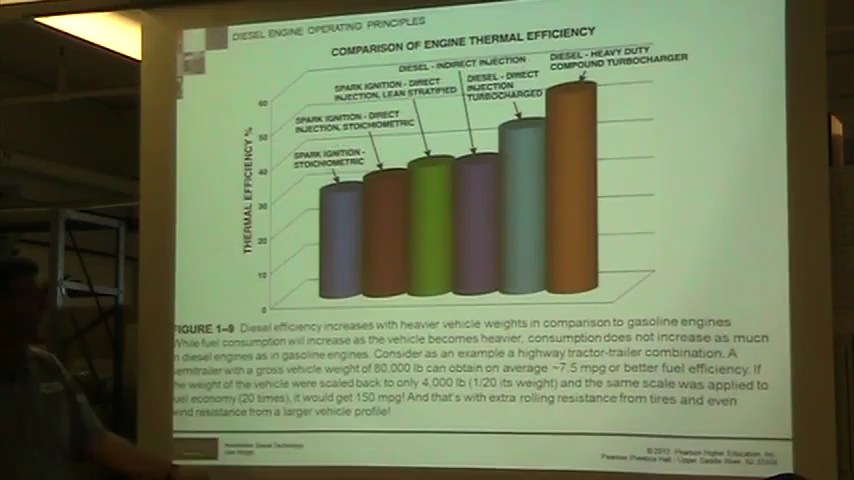 DIESEL ENGINE OPERATING PRINCIPLES
COMPARISON OF ENGINE THERMAL EFFICIENCY
DIESEL - INDIRECT INJECTION
DIESEL - HEAVY DUTY
COMPOUND TURBOCHARGER
SPARK IGNITION - DIRECT
INJECTION, LEAN STRATIFIED
DIESEL - DIRECT
INJECTION
TURBOCHARGED
SPARK IGNITION - DIRECT
INJECTION, STOICHIOMETRIC
SPARK IGNITION -
STOICHIOMETRIC
THERMAL EFFICIENCY %
60
50
40
30
20
10
0
FIGURE 1–9 Diesel efficiency increases with heavier vehicle weights in comparison to gasoline engines
While fuel consumption will increase as the vehicle becomes heavier, consumption does not increase as much
in diesel engines as in gasoline engines. Consider as an example a highway tractor-trailer combination. A
semitrailer with a gross vehicle weight of 80,000 lb can obtain on average ~7.5 mpg or better fuel efficiency. If
the weight of the vehicle were scaled back to only 4,000 lb (1/20 its weight) and the same scale was applied to
fuel economy (20 times), it would get 150 mpg! And that's with extra rolling resistance from tires and even
wind resistance from a larger vehicle profile!
Diesel Technology
Wright
Pearson Higher Education, Inc.
Pearson Prentice Hall - Upper Saddle River, NJ